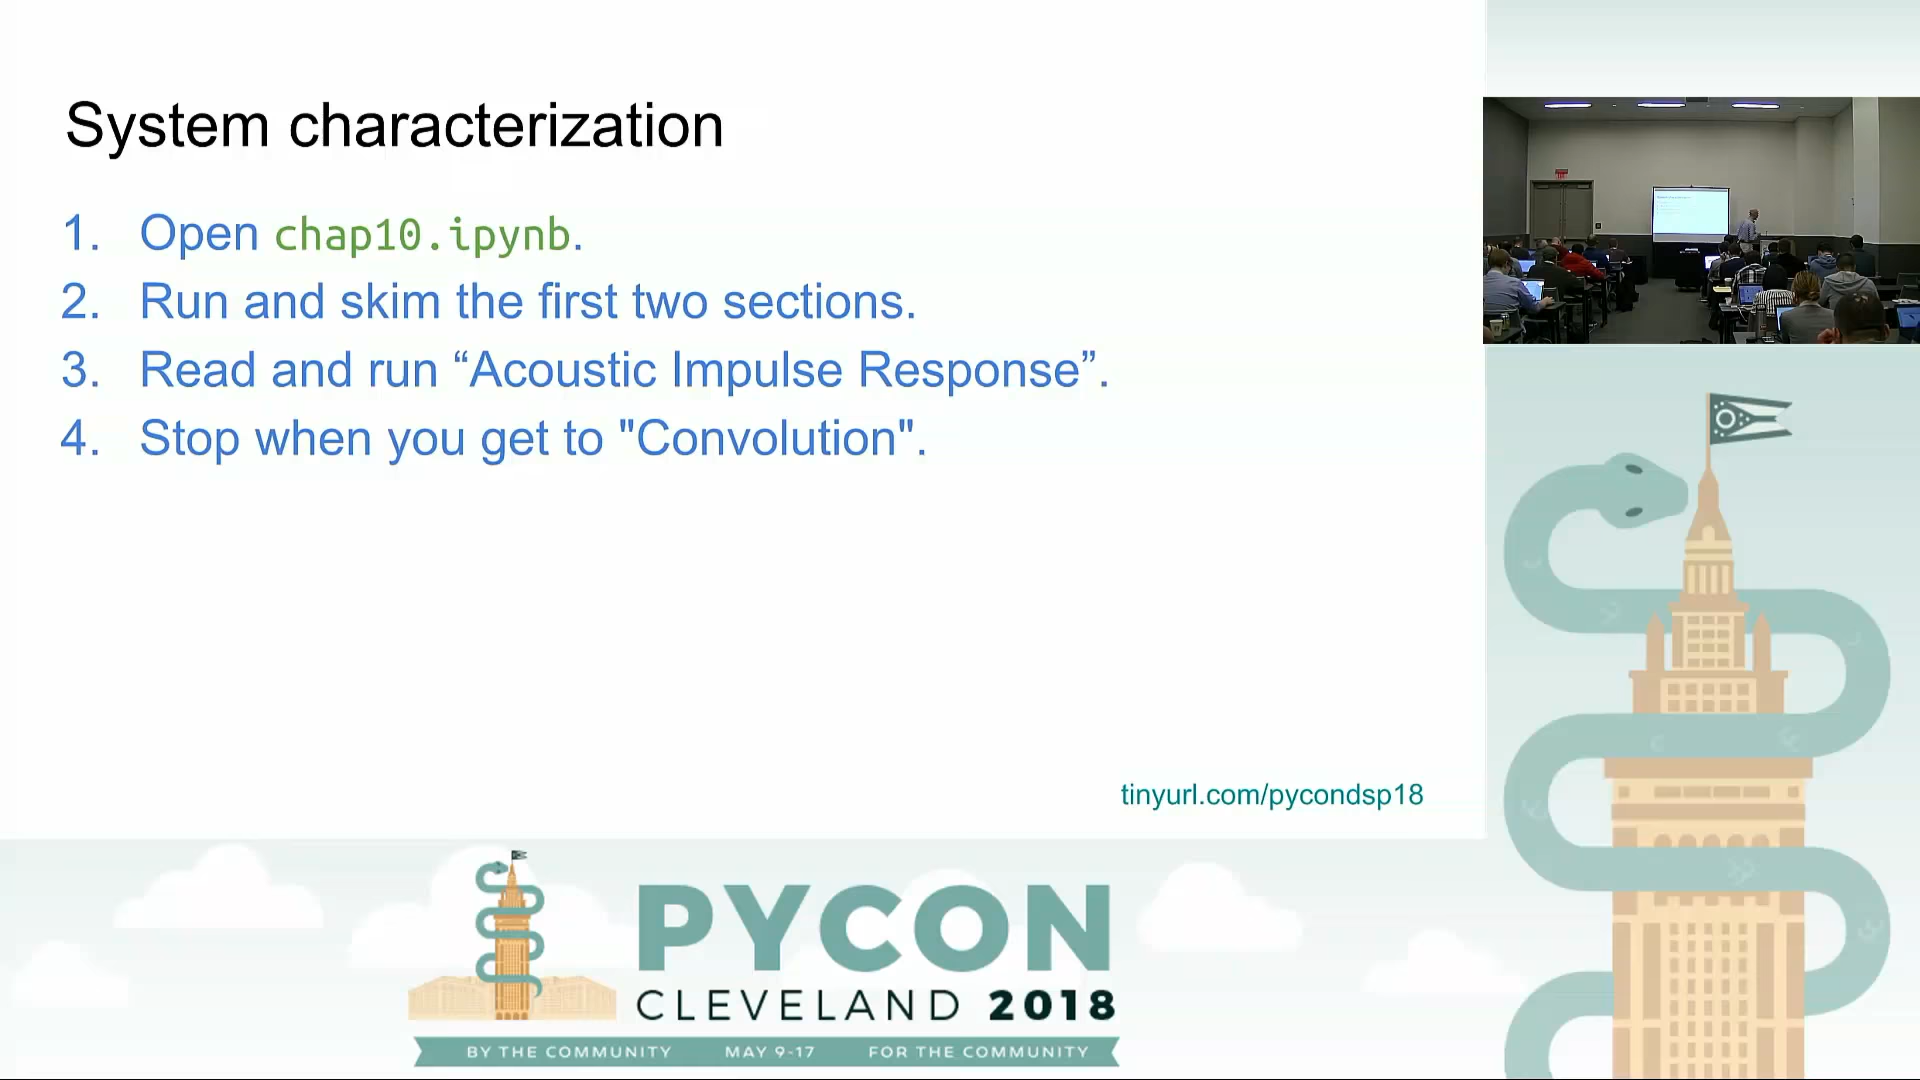 System characterization
1. Open chap10.ipynb.
2. Run and skim the first two sections.
3. Read and run “Acoustic Impulse Response”.
4. Stop when you get to "Convolution".
tinyurl.com/pycondsp18
PYCON
CLEVELAND 2018
BY THE COMMUNITY MAY 9-17 FOR THE COMMUNITY